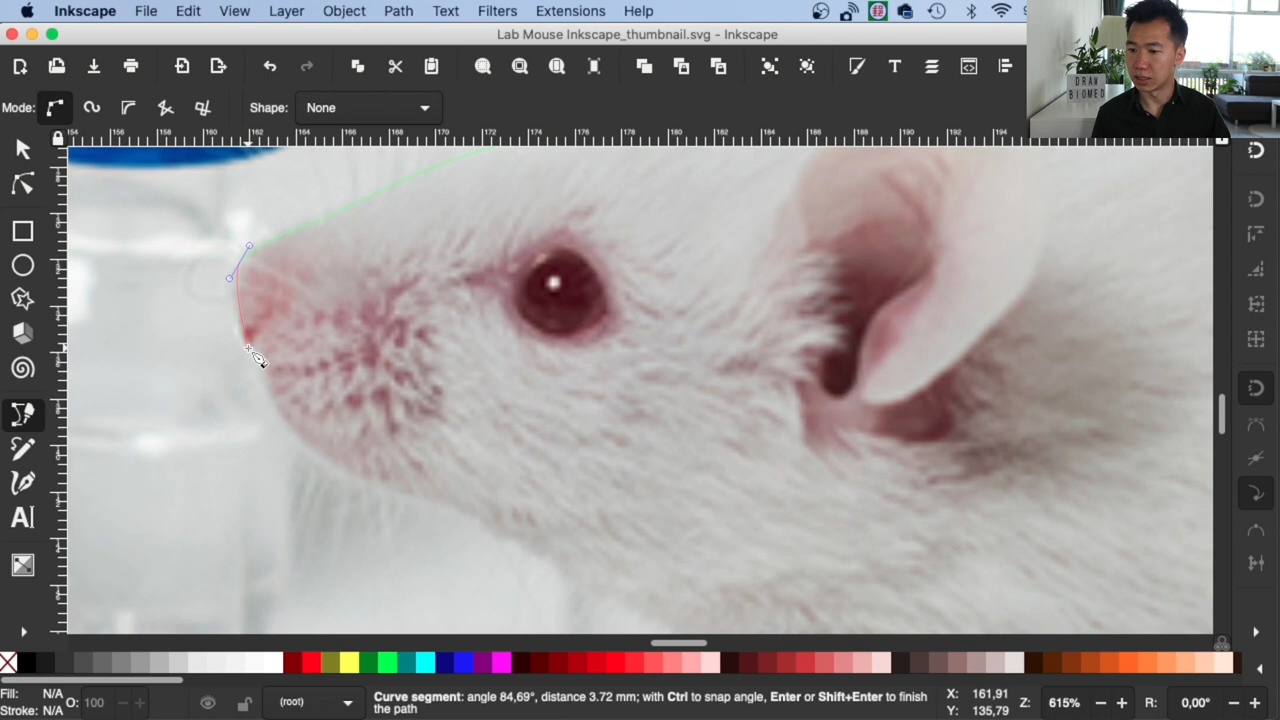 Inkscape File Edit View Layer Object Path Text Filters Extensions Help
Lab Mouse Inkscape_thumbnail.svg - Inkscape
DRAW
BIOMED
Mode: Shape: None
154 156 158 160 162 164 166 168 170 172 174 176 178 180 182 184 186 188 190 192 194
Fill: N/A
Stroke: N/A
O: 100
(root)
Curve segment: angle 84,69°, distance 3.72 mm; with Ctrl to snap angle, Enter or Shift+Enter to finish
the path
X: 161,91
Y: 135,79
Z: 615%
R: 0,00°